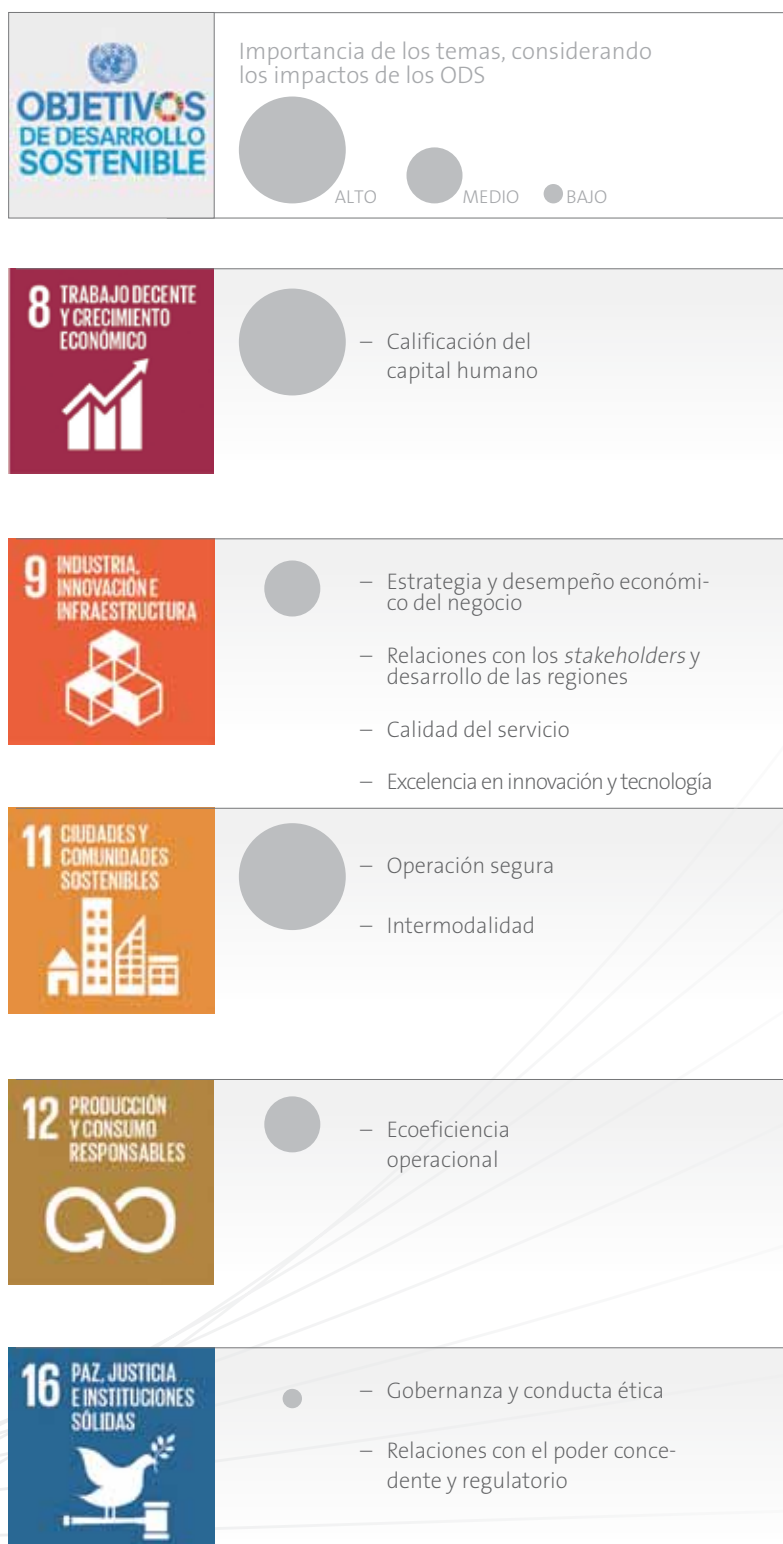 OBJETIVOS
DE DESARROLLO
SOSTENIBLE
Importancia de los temas, considerando
los impactos de los ODS
ALTO
MEDIO
BAJO
8 TRABAJO DECENTE
Y CRECIMIENTO
ECONÓMICO
– Calificación del
capital humano
9 INDUSTRIA,
INNOVACIÓN E
INFRAESTRUCTURA
– Estrategia y desempeño económi-
co del negocio
– Relaciones con los stakeholders y
desarrollo de las regiones
– Calidad del servicio
– Excelencia en innovación y tecnología
11 CIUDADES Y
COMUNIDADES
SOSTENIBLES
– Operación segura
– Intermodalidad
12 PRODUCCIÓN
Y CONSUMO
RESPONSABLES
– Ecoeficiencia
operacional
16 PAZ, JUSTICIA
E INSTITUCIONES
SÓLIDAS
– Gobernanza y conducta ética
– Relaciones con el poder conce-
dente y regulatorio